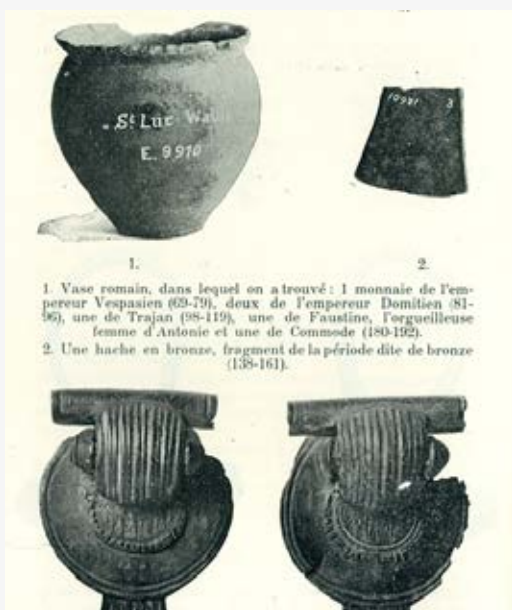 St Luc
E. 9910
10981 3
1. 2.
1. Vase romain, dans lequel on a trouvé : 1 monnaie de l'em-
pereur Vespasien (69-79), deux de l'empereur Domitien (81-
96), une de Trajan (98-119), une de Faustine, l'orgueilleuse
femme d'Antonie et une de Commode (180-192).
2. Une hache en bronze, fragment de la période dite de bronze
(138-161).